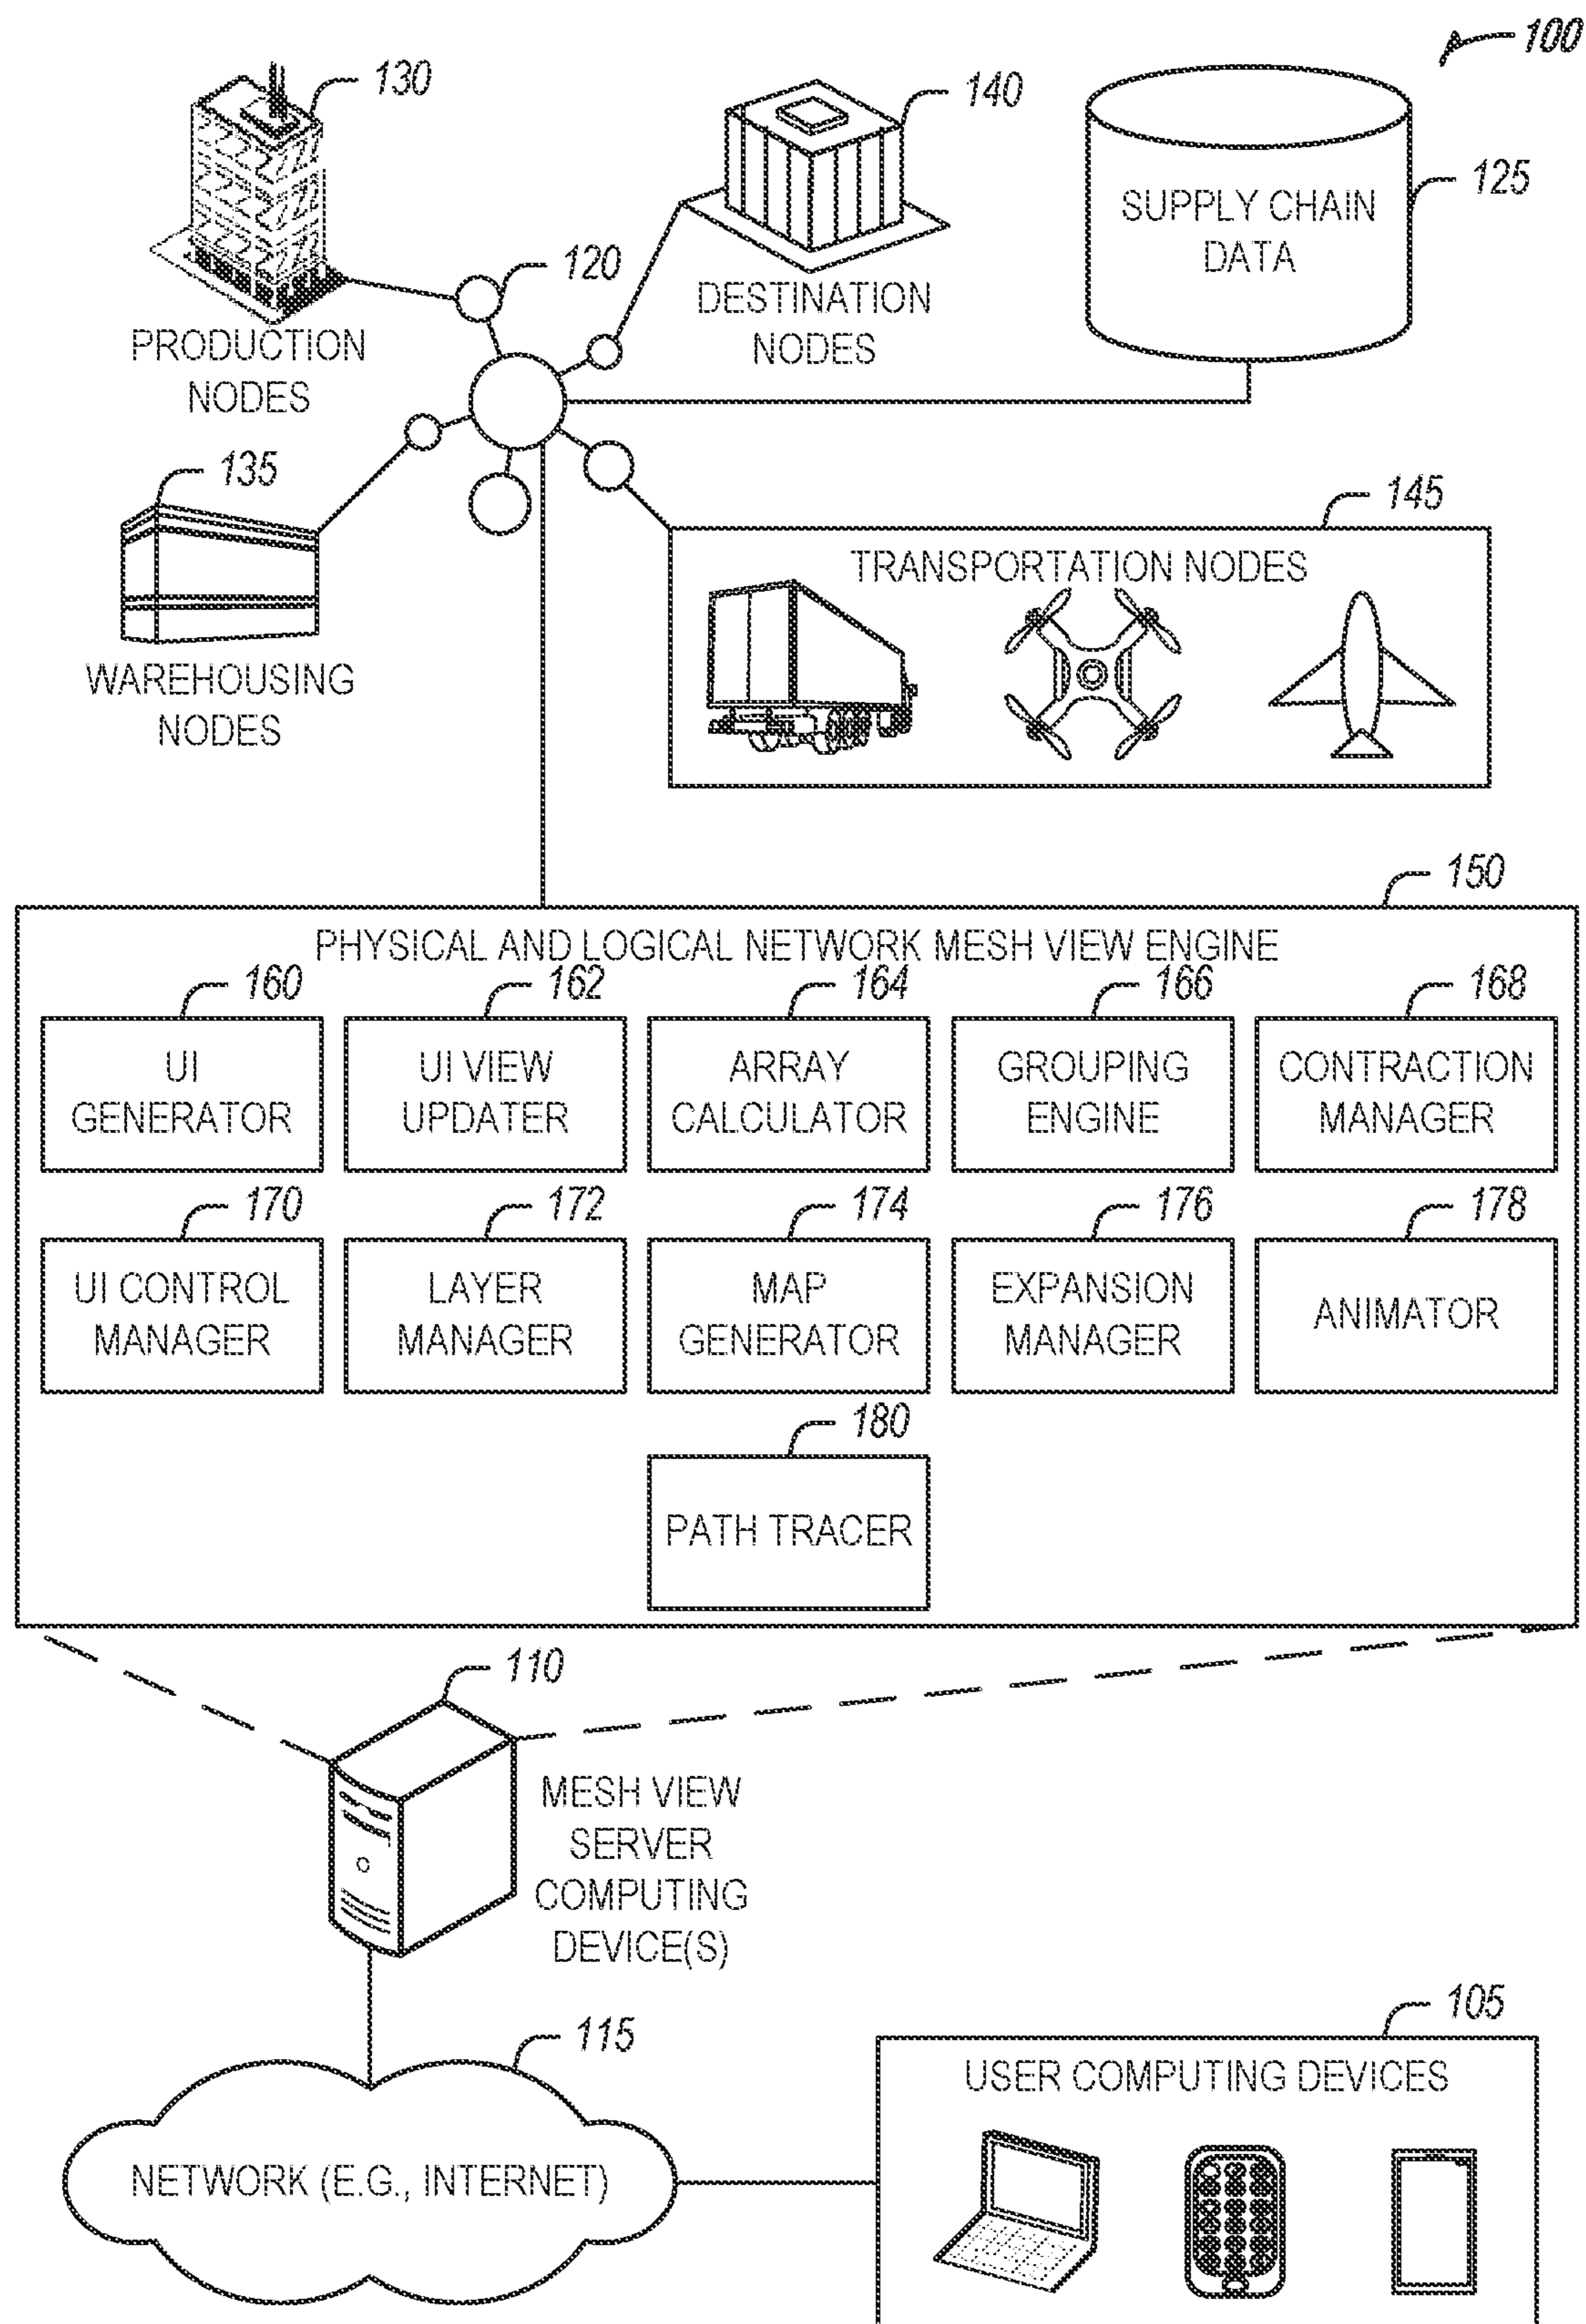 100
130
140
SUPPLY CHAIN
DATA
125
120
PRODUCTION
NODES
DESTINATION
NODES
135
WAREHOUSING
NODES
145
TRANSPORTATION NODES
150
PHYSICAL AND LOGICAL NETWORK MESH VIEW ENGINE
160
UI
GENERATOR
162
UI VIEW
UPDATER
164
ARRAY
CALCULATOR
166
GROUPING
ENGINE
168
CONTRACTION
MANAGER
170
UI CONTROL
MANAGER
172
LAYER
MANAGER
174
MAP
GENERATOR
176
EXPANSION
MANAGER
178
ANIMATOR
180
PATH TRACER
110
MESH VIEW
SERVER
COMPUTING
DEVICE(S)
115
NETWORK (E.G., INTERNET)
105
USER COMPUTING DEVICES